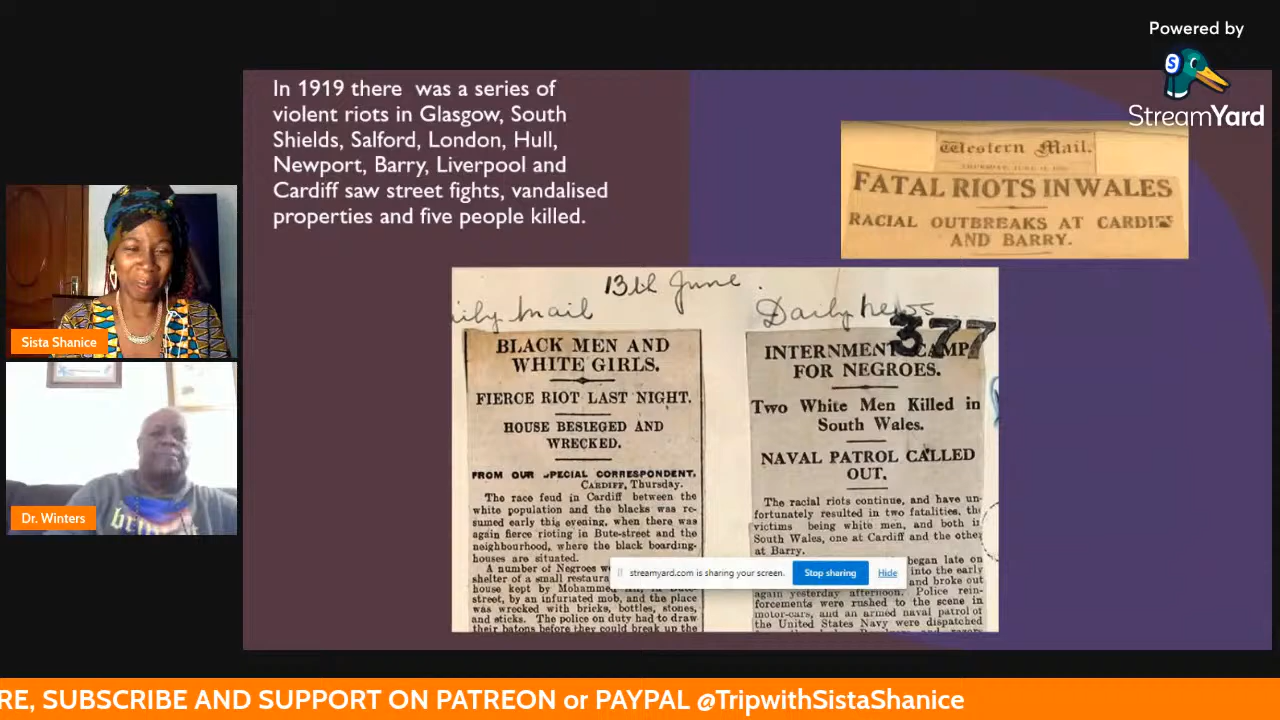 Powered by
StreamYard
In 1919 there was a series of
violent riots in Glasgow, South
Shields, Salford, London, Hull,
Newport, Barry, Liverpool and
Cardiff saw street fights, vandalised
properties and five people killed.
Western Mail.
FATAL RIOTS IN WALES
RACIAL OUTBREAKS AT CARDIFF
AND BARRY.
13th June.
Daily News
377
BLACK MEN AND
WHITE GIRLS.
FIERCE RIOT LAST NIGHT.
HOUSE BESIEGED AND
WRECKED.
FROM OUR SPECIAL CORRESPONDENT.
CARDIFF, Thursday.
The race feud in Cardiff between the
white population and the blacks was re-
sumed early this evening, when there was
again fierce rioting in Bute-street and the
neighbourhood, where the black boarding-
houses are situated.
A number of Negroes
shelter of a small
house kept by
street, by an infuriated mob, and the place
was wrecked with bricks, bottles, stones,
and sticks. The police on duty had to draw
their batons before they could break up the
INTERNMENT CAMP
FOR NEGROES.
Two White Men Killed in
South Wales.
NAVAL PATROL CALLED
OUT.
The racial riots continue, and have un-
fortunately resulted in two fatalities, the
victims being white men, and both in
South Wales, one at Cardiff and the other
at Barry.
began late on
into the early
and broke out
again yesterday afternoon. Police rein-
forcements were rushed to the scene in
motor-cars, and an armed naval patrol of
the United States Navy were dispatched
streamyard.com is sharing your screen.
Stop sharing
Hide
Sista Shanice
Dr. Winters
RE, SUBSCRIBE AND SUPPORT ON PATREON or PAYPAL @TripwithSistaShanice